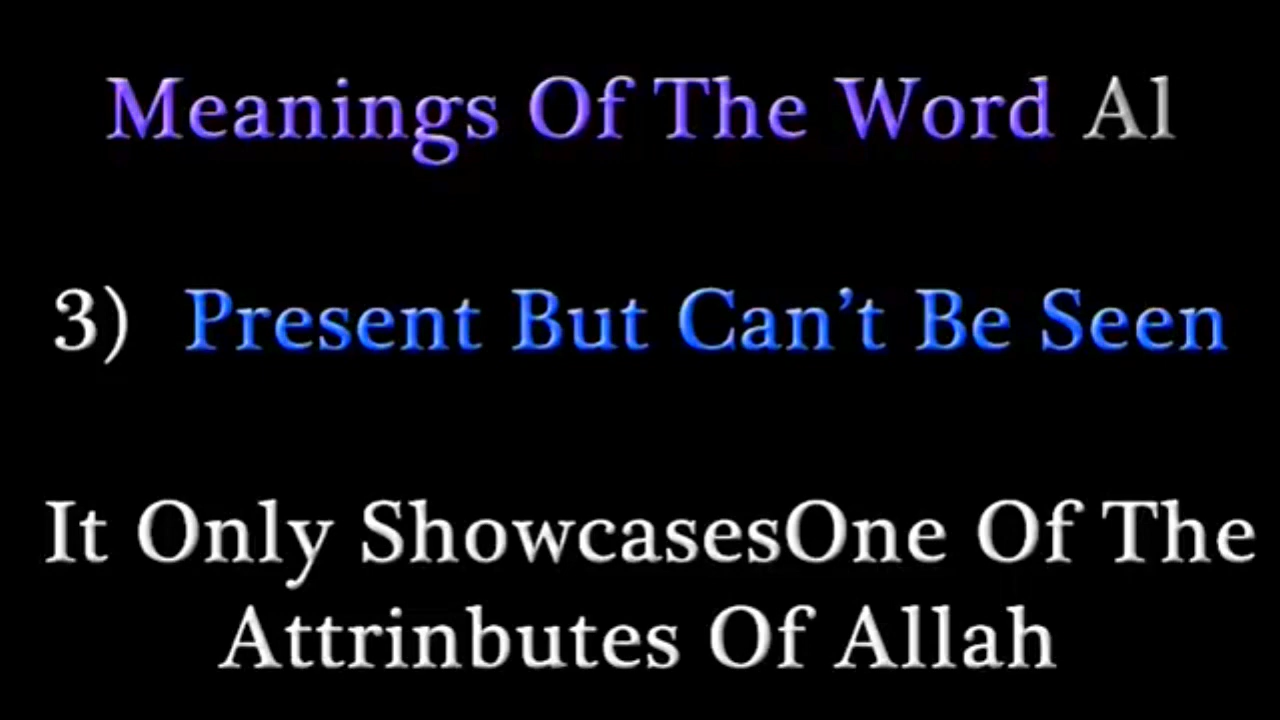 Meanings Of The Word Al
3) Present But Can't Be Seen
It Only ShowcasesOne Of The
Attrinbutes Of Allah